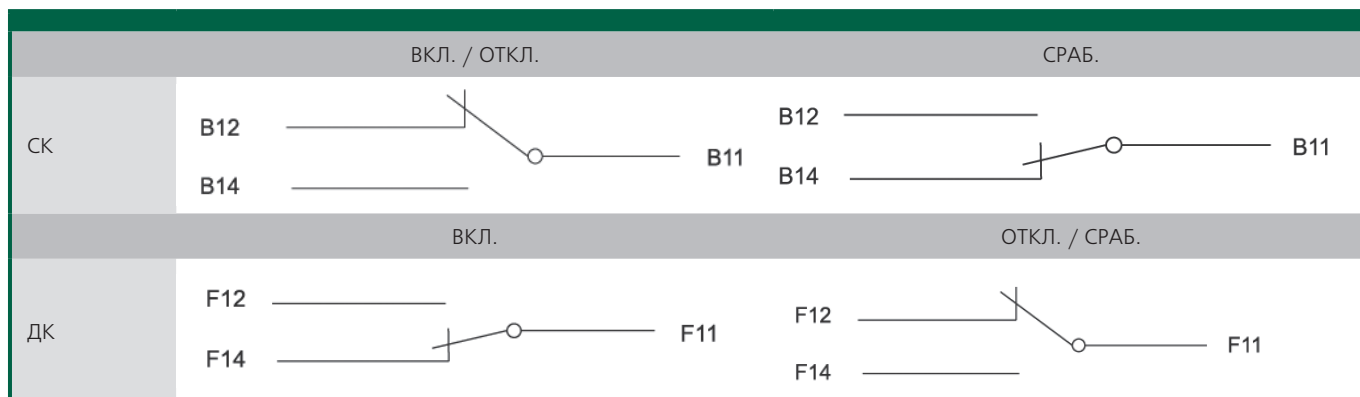 ВКЛ. / ОТКЛ. СРАБ.
СК
B12
B14
B11
B12
B14
B11
ВКЛ. ОТКЛ. / СРАБ.
ДК
F12
F14
F11
F12
F14
F11